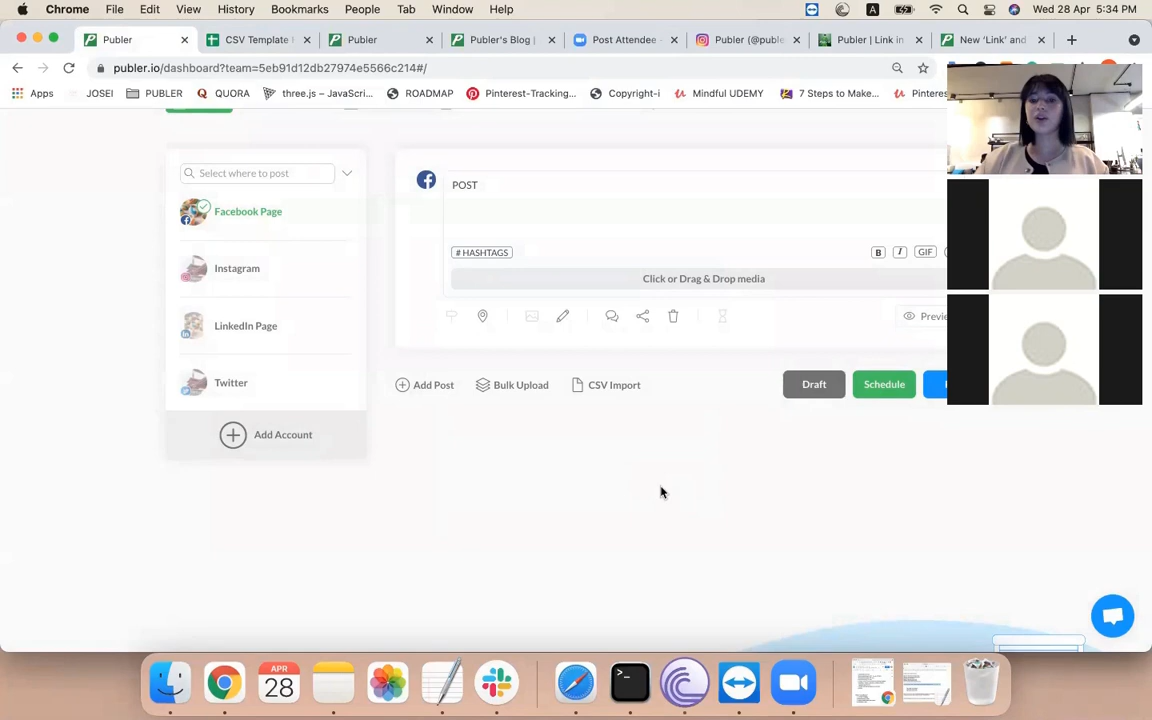 Chrome File Edit View History Bookmarks People Tab Window Help A Wed 28 Apr 5:34 PM
Publer CSV Template Publer Publer's Blog | Post Attendee - Publer (@publ Publer | Link in New ‘Link’ and
publer.io/dashboard?team=5eb91d12db27974e5566c214#/
Apps JOSEI PUBLER QUORA three.js – JavaScri... ROADMAP Pinterest-Tracking... Copyright-i Mindful UDEMY 7 Steps to Make... Pinteres
Select where to post
Facebook Page
Instagram
LinkedIn Page
Twitter
Add Account
POST
# HASHTAGS B I GIF
Click or Drag & Drop media
Previe
Add Post Bulk Upload CSV Import Draft Schedule
APR
28